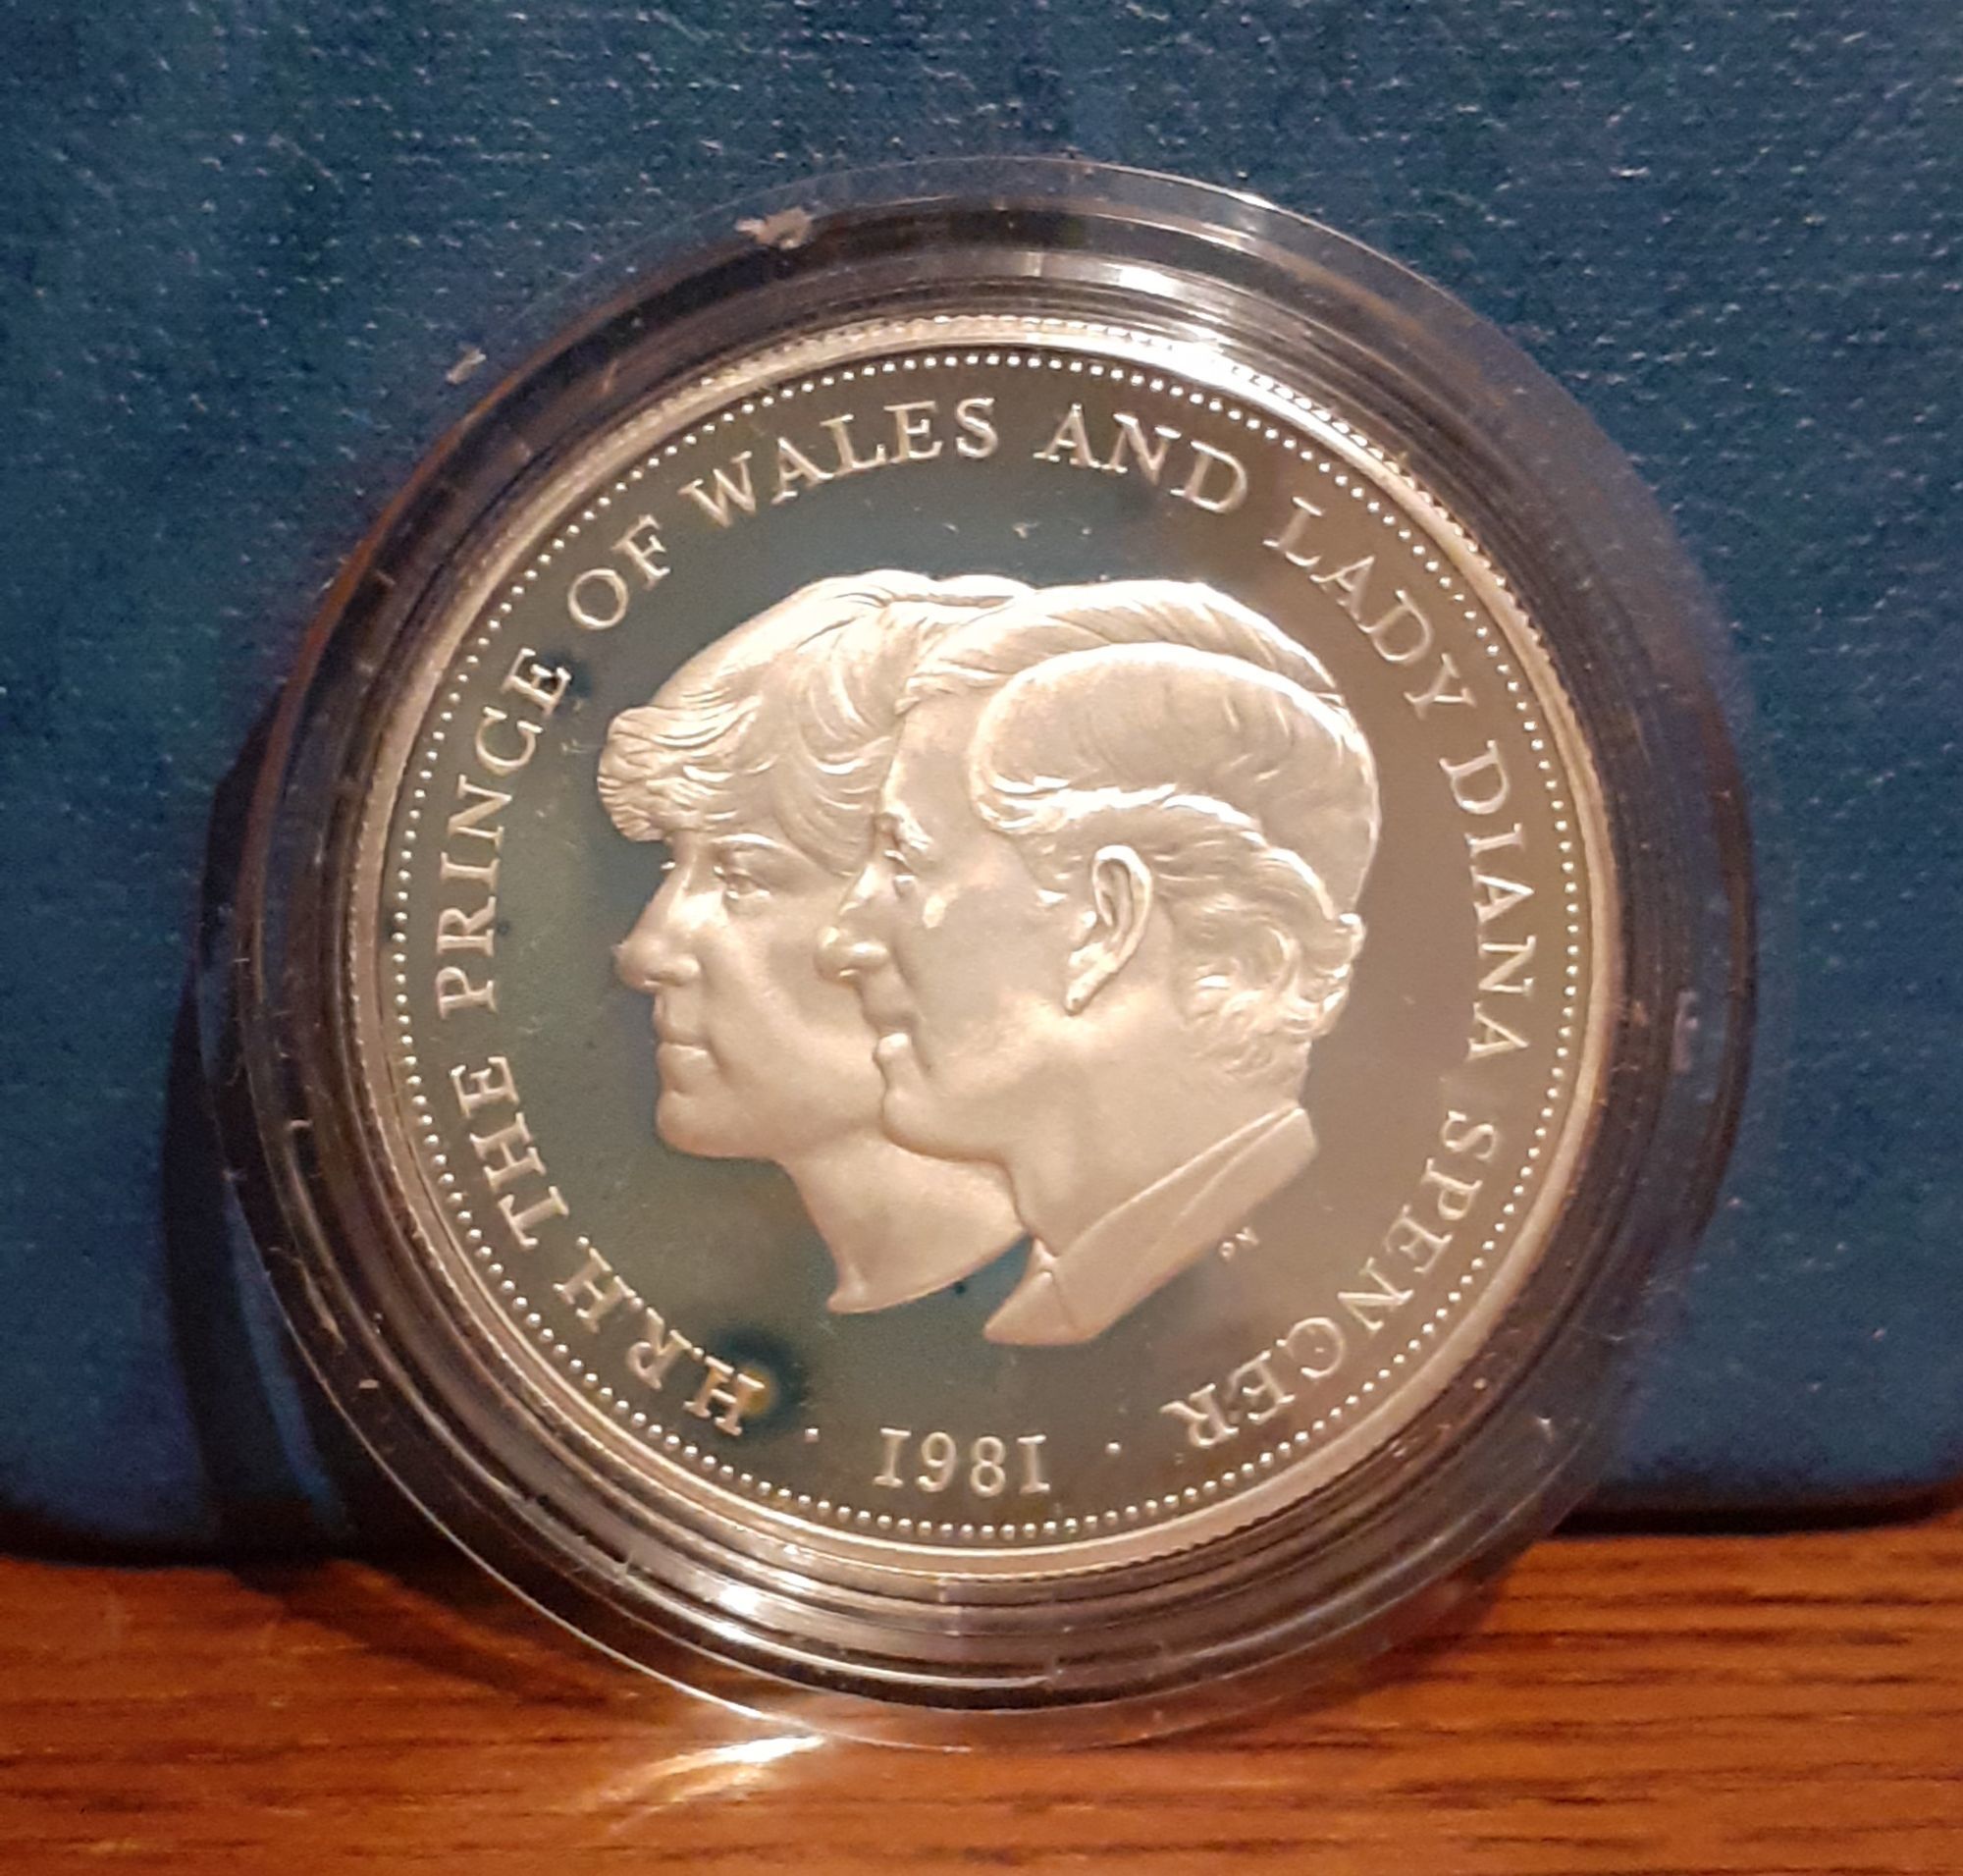 H.R.H. THE PRINCE OF WALES AND LADY DIANA SPENCER
· 1981 ·